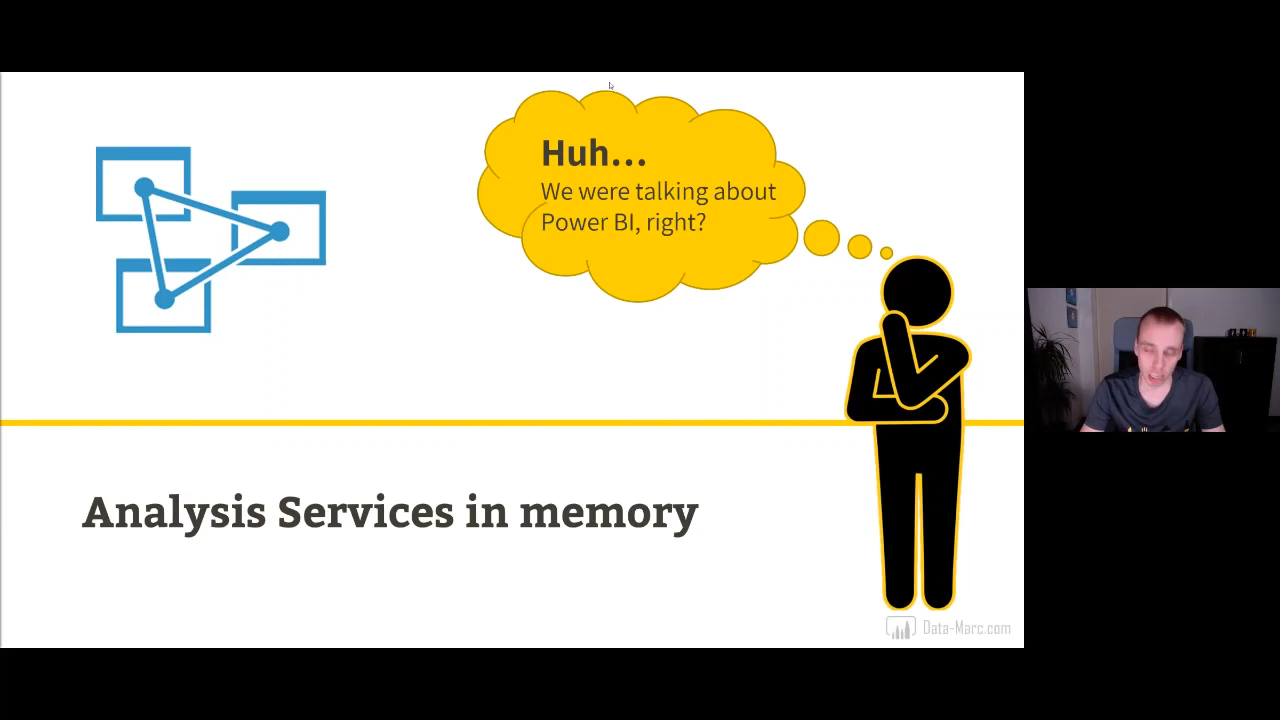 Huh...
We were talking about
Power BI, right?
Analysis Services in memory
Data-Marc.com